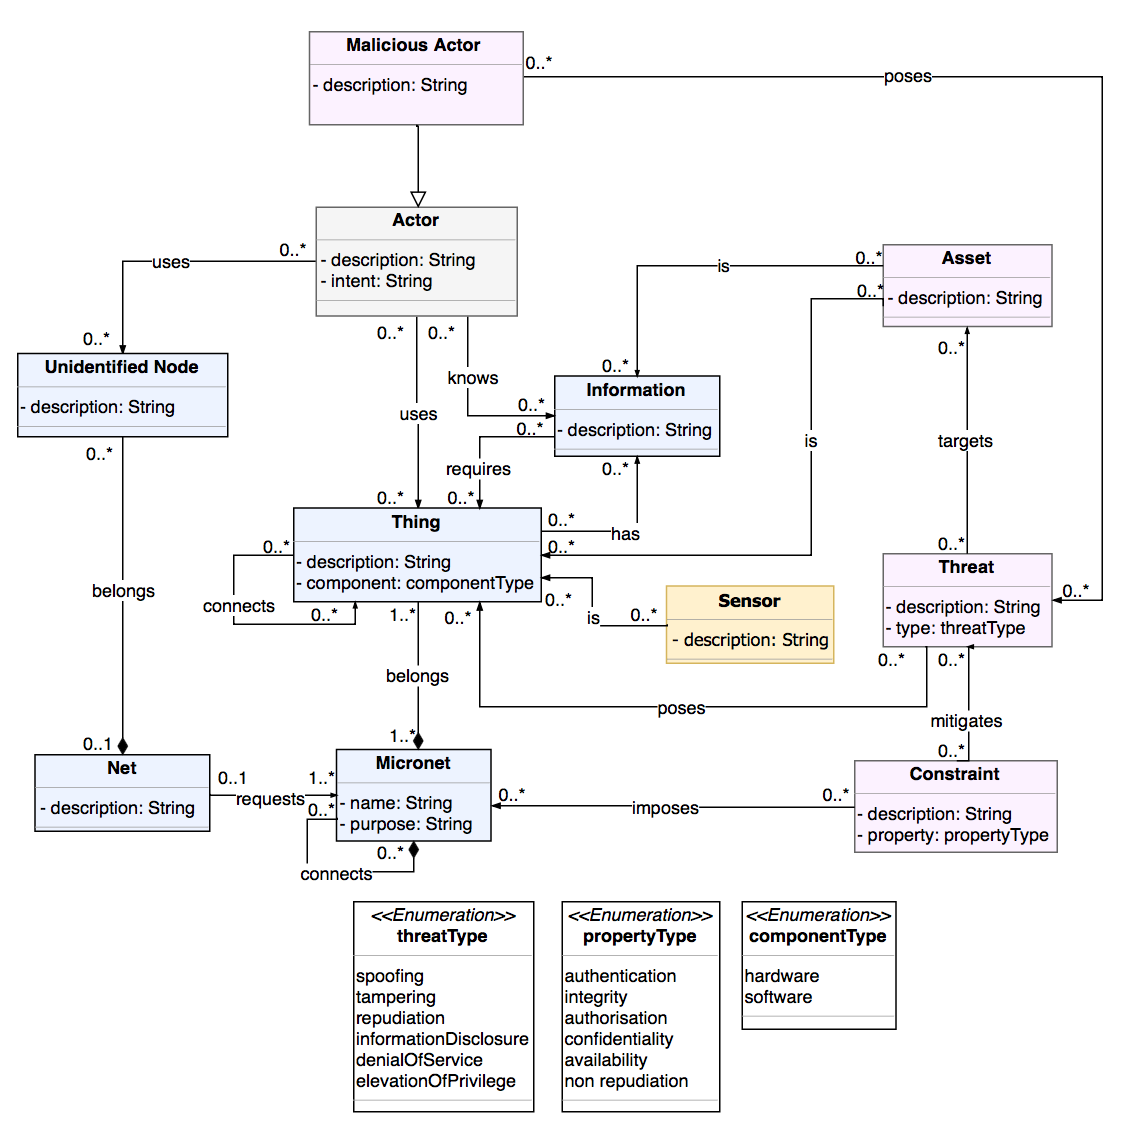 Malicious Actor
- description: String
0..*
poses
Actor
- description: String
- intent: String
0..*
uses
0..*
0..*
0..*
knows
uses
0..*
0..*
Asset
- description: String
0..*
0..*
is
0..*
Information
- description: String
0..*
0..*
requires
0..*
Unidentified Node
- description: String
0..*
belongs
0..1
is
0..*
targets
0..*
Thing
- description: String
- component: componentType
0..*
has
0..*
0..*
connects
0..*
1..*
0..*
0..*
is
0..*
Sensor
- description: String
Threat
- description: String
- type: threatType
0..*
0..*
0..*
poses
belongs
1..*
mitigates
0..*
Net
- description: String
0..1
requests
1..*
Micronet
- name: String
- purpose: String
0..*
0..*
connects
0..*
imposes
0..*
Constraint
- description: String
- property: propertyType
<<Enumeration>>
threatType
spoofing
tampering
repudiation
informationDisclosure
denialOfService
elevationOfPrivilege
<<Enumeration>>
propertyType
authentication
integrity
authorisation
confidentiality
availability
non repudiation
<<Enumeration>>
componentType
hardware
software